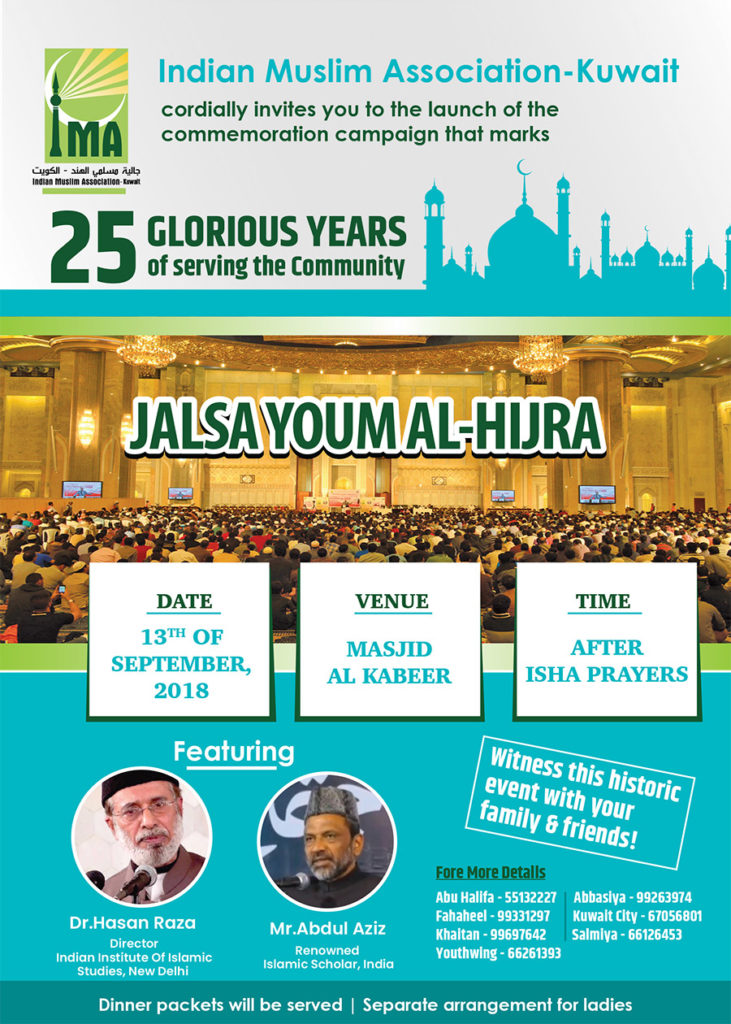 IMA
جالية مسلمي الهند - الكويت
Indian Muslim Association-Kuwait
Indian Muslim Association-Kuwait
cordially invites you to the launch of the
commemoration campaign that marks
25 GLORIOUS YEARS
of serving the Community
JALSA YOUM AL-HIJRA
DATE
13TH OF
SEPTEMBER,
2018
VENUE
MASJID
AL KABEER
TIME
AFTER
ISHA PRAYERS
Featuring
Dr.Hasan Raza
Director
Indian Institute Of Islamic
Studies, New Delhi
Mr.Abdul Aziz
Renowned
Islamic Scholar, India
Witness this historic
event with your
family & friends!
Fore More Details
Abu Halifa - 55132227 | Abbasiya - 99263974
Fahaheel - 99331297 | Kuwait City - 67056801
Khaitan - 99697642 | Salmiya - 66126453
Youthwing - 66261393
Dinner packets will be served | Separate arrangement for ladies